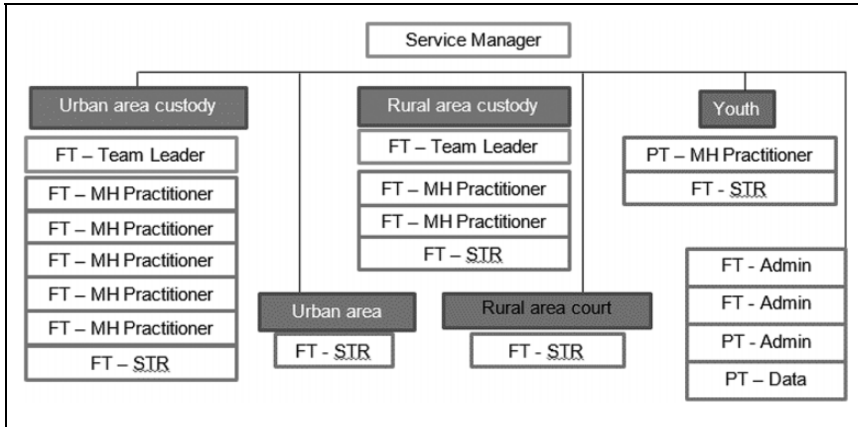 Service Manager
Urban area custody
FT – Team Leader
FT – MH Practitioner
FT – MH Practitioner
FT – MH Practitioner
FT – MH Practitioner
FT – MH Practitioner
FT – STR
Urban area
FT - STR
Rural area custody
FT – Team Leader
FT – MH Practitioner
FT – MH Practitioner
FT – STR
Rural area court
FT - STR
Youth
PT – MH Practitioner
FT - STR
FT - Admin
FT - Admin
PT - Admin
PT – Data